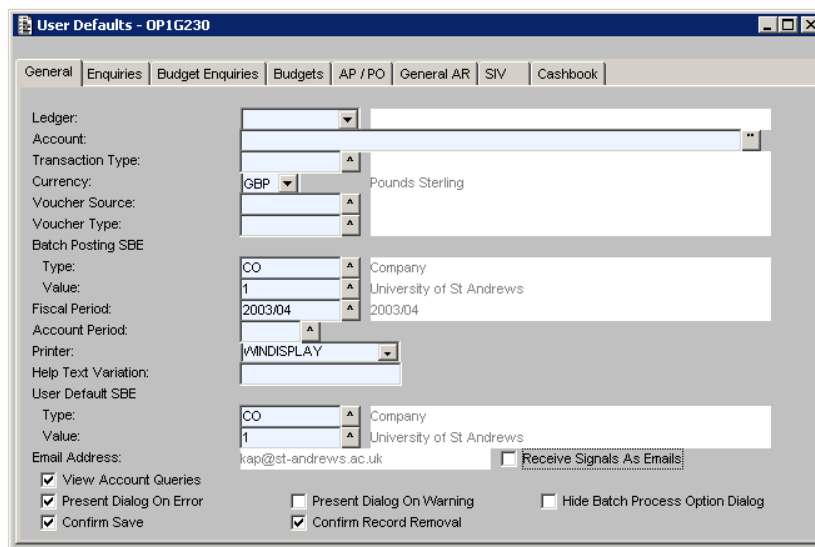 User Defaults - OP1G230
General Enquiries Budget Enquiries Budgets AP / PO General AR SIV Cashbook
Ledger:
Account:
Transaction Type:
Currency: GBP Pounds Sterling
Voucher Source:
Voucher Type:
Batch Posting SBE
Type: CO Company
Value: 1 University of St Andrews
Fiscal Period: 2003/04 2003/04
Account Period:
Printer: WINDISPLAY
Help Text Variation:
User Default SBE
Type: CO Company
Value: 1 University of St Andrews
Email Address: kap@st-andrews.ac.uk Receive Signals As Emails
View Account Queries
Present Dialog On Error Present Dialog On Warning Hide Batch Process Option Dialog
Confirm Save Confirm Record Removal